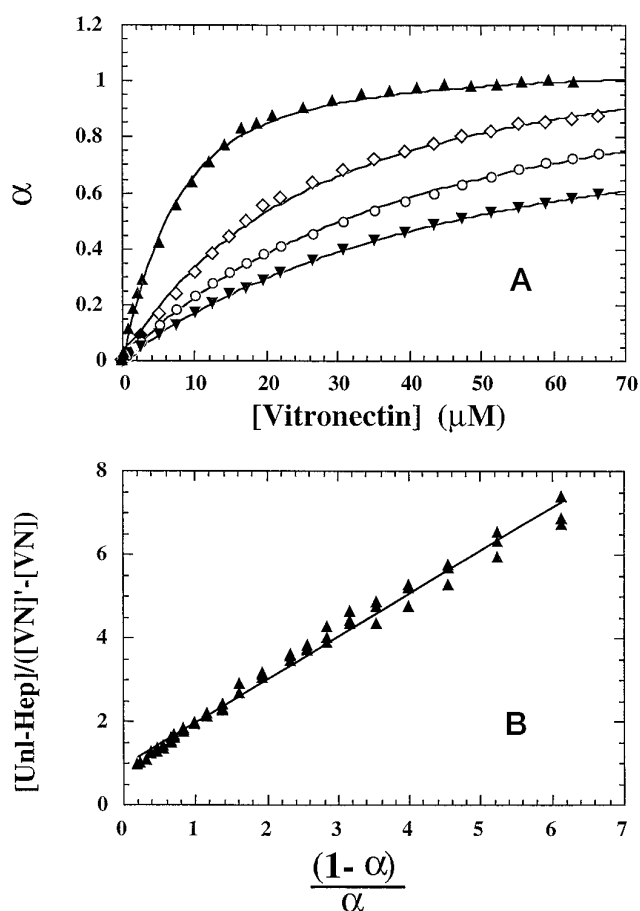 1.2
1
0.8
0.6
0.4
0.2
0
α
A
0 10 20 30 40 50 60 70
[Vitronectin] (μM)
8
6
4
2
0
[Unl-Hep]/([VN]'-[VN])
B
0 1 2 3 4 5 6 7
(1- α)
α